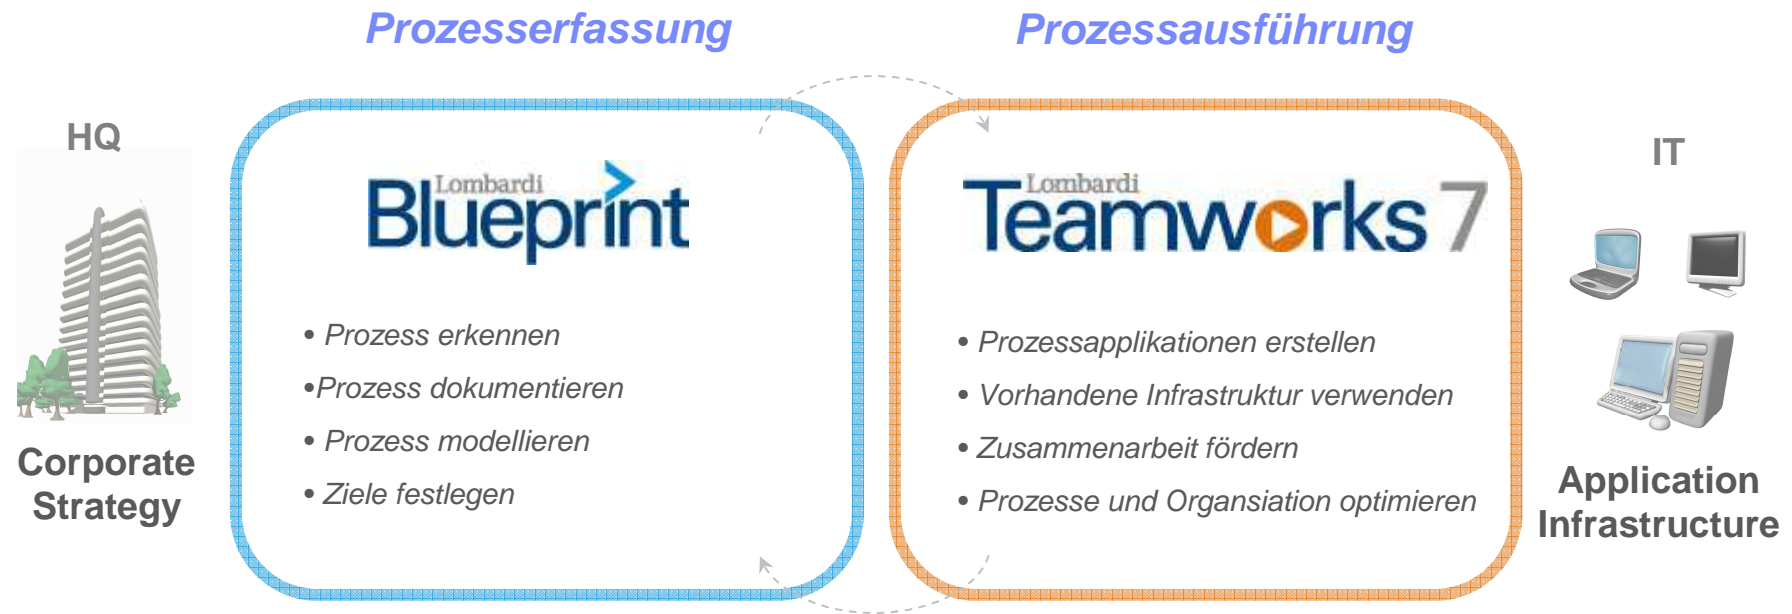 Prozesserfassung
Prozessausführung
HQ
Corporate
Strategy
Lombardi
Blueprint
• Prozess erkennen
•Prozess dokumentieren
• Prozess modellieren
• Ziele festlegen
Lombardi
Teamworks 7
• Prozessapplikationen erstellen
• Vorhandene Infrastruktur verwenden
• Zusammenarbeit fördern
• Prozesse und Organsiation optimieren
IT
Application
Infrastructure